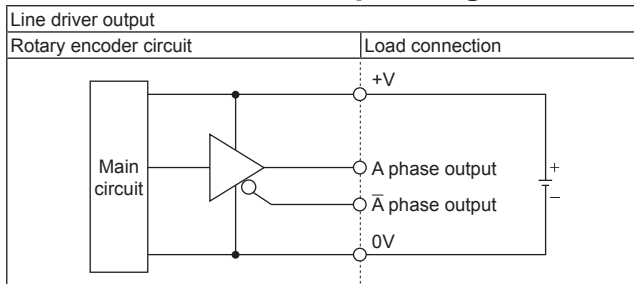 Line driver output
Rotary encoder circuit
Load connection
+V
Main
circuit
A phase output
A̅ phase output
0V
+
−